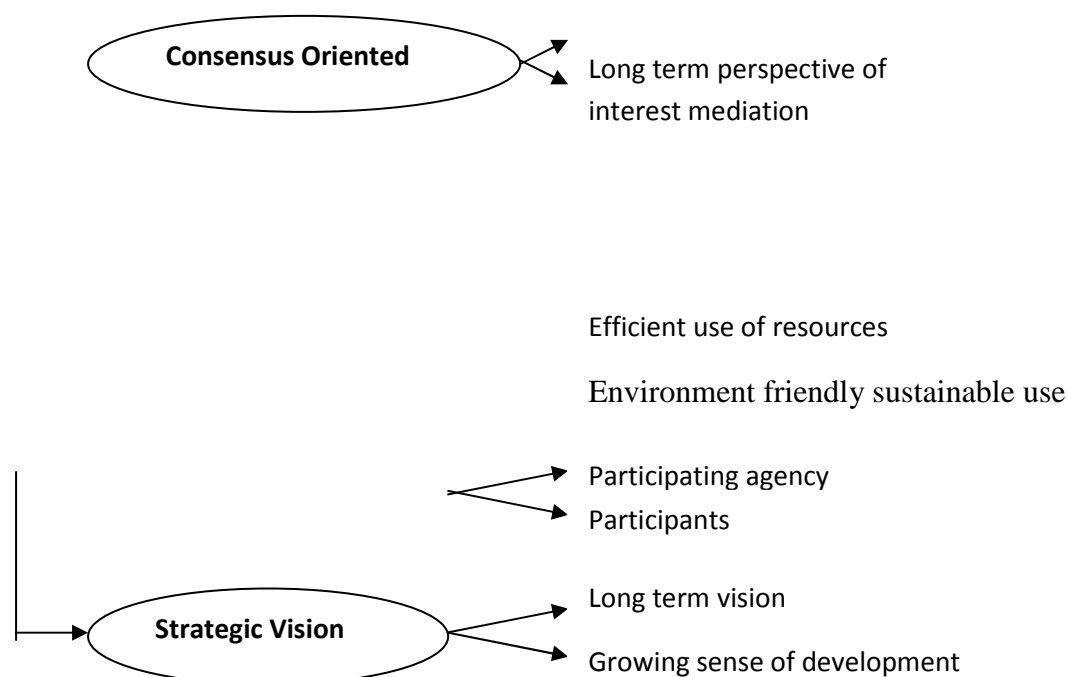 Consensus Oriented
Long term perspective of
interest mediation
Efficient use of resources
Environment friendly sustainable use
Participating agency
Participants
Long term vision
Strategic Vision
Growing sense of development